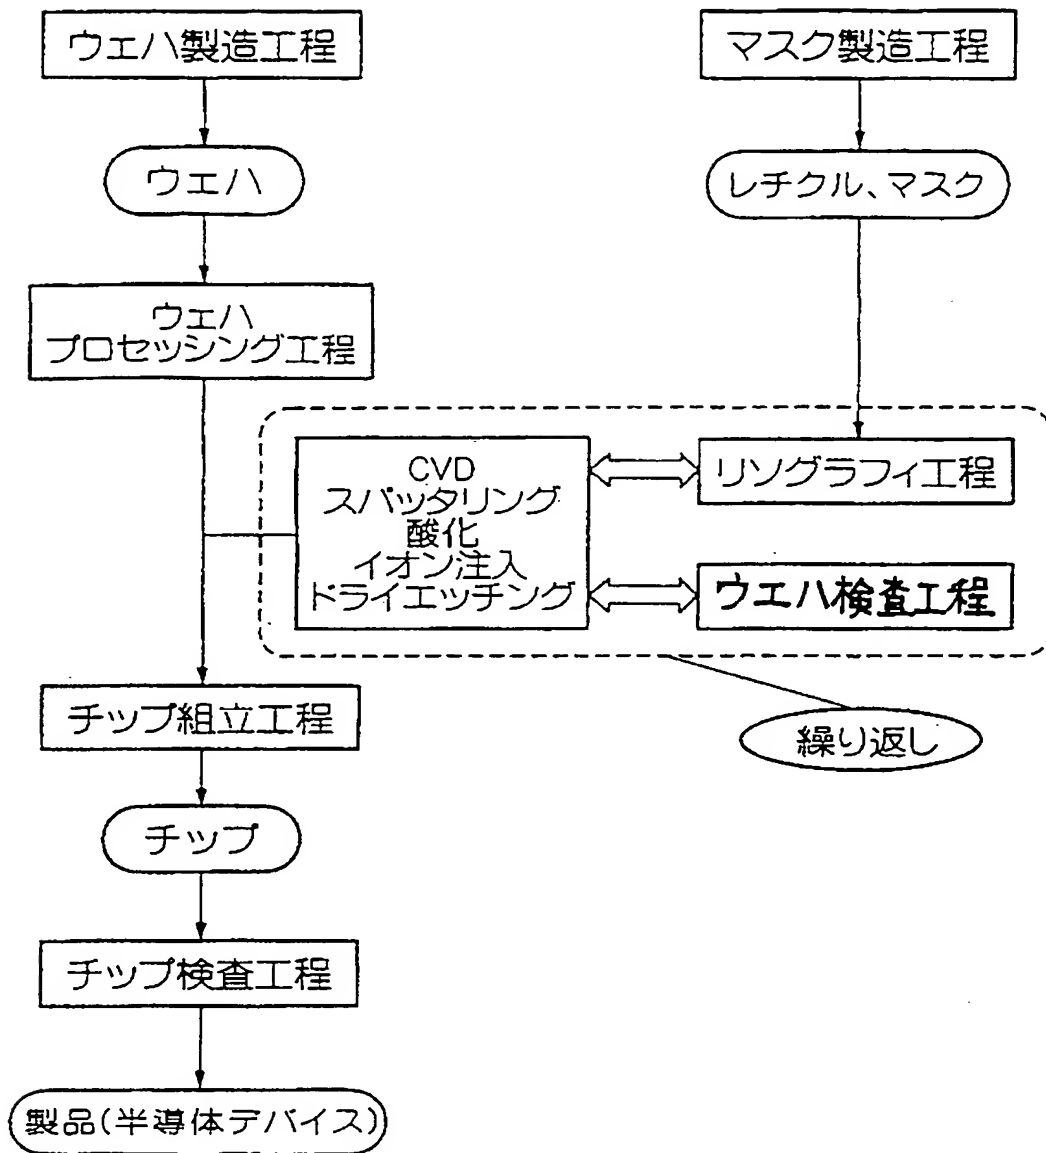 ウェハ製造工程
マスク製造工程
ウェハ
レチクル、マスク
ウェハ
プロセッシング工程
CVD
スパッタリング
酸化
イオン注入
ドライエッチング
リソグラフィ工程
ウエハ検査工程
繰り返し
チップ組立工程
チップ
チップ検査工程
製品(半導体デバイス)